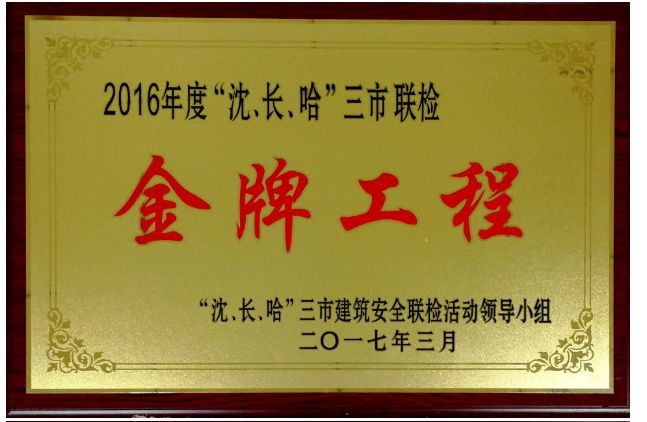 2016年度“沈、长、哈”三市联检
金牌工程
“沈、长、哈”三市建筑安全联检活动领导小组
二〇一七年三月